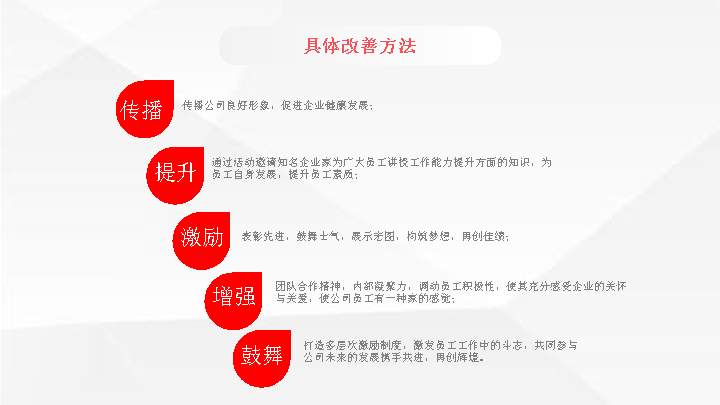 具体改善方法
传播
传播公司良好形象，促进企业健康发展；
提升
通过活动邀请知名企业家为广大员工讲授工作能力提升方面的知识，为
员工自身发展，提升员工素质；
激励
表彰先进，鼓舞士气，展示宏图，构筑梦想，再创佳绩；
增强
团队合作精神，内部凝聚力，调动员工积极性，使其充分感受企业的关怀
与关爱，使公司员工有一种家的感觉；
鼓舞
打造多层次激励制度，激发员工工作中的斗志，共同参与
公司未来的发展携手共进，再创辉煌。